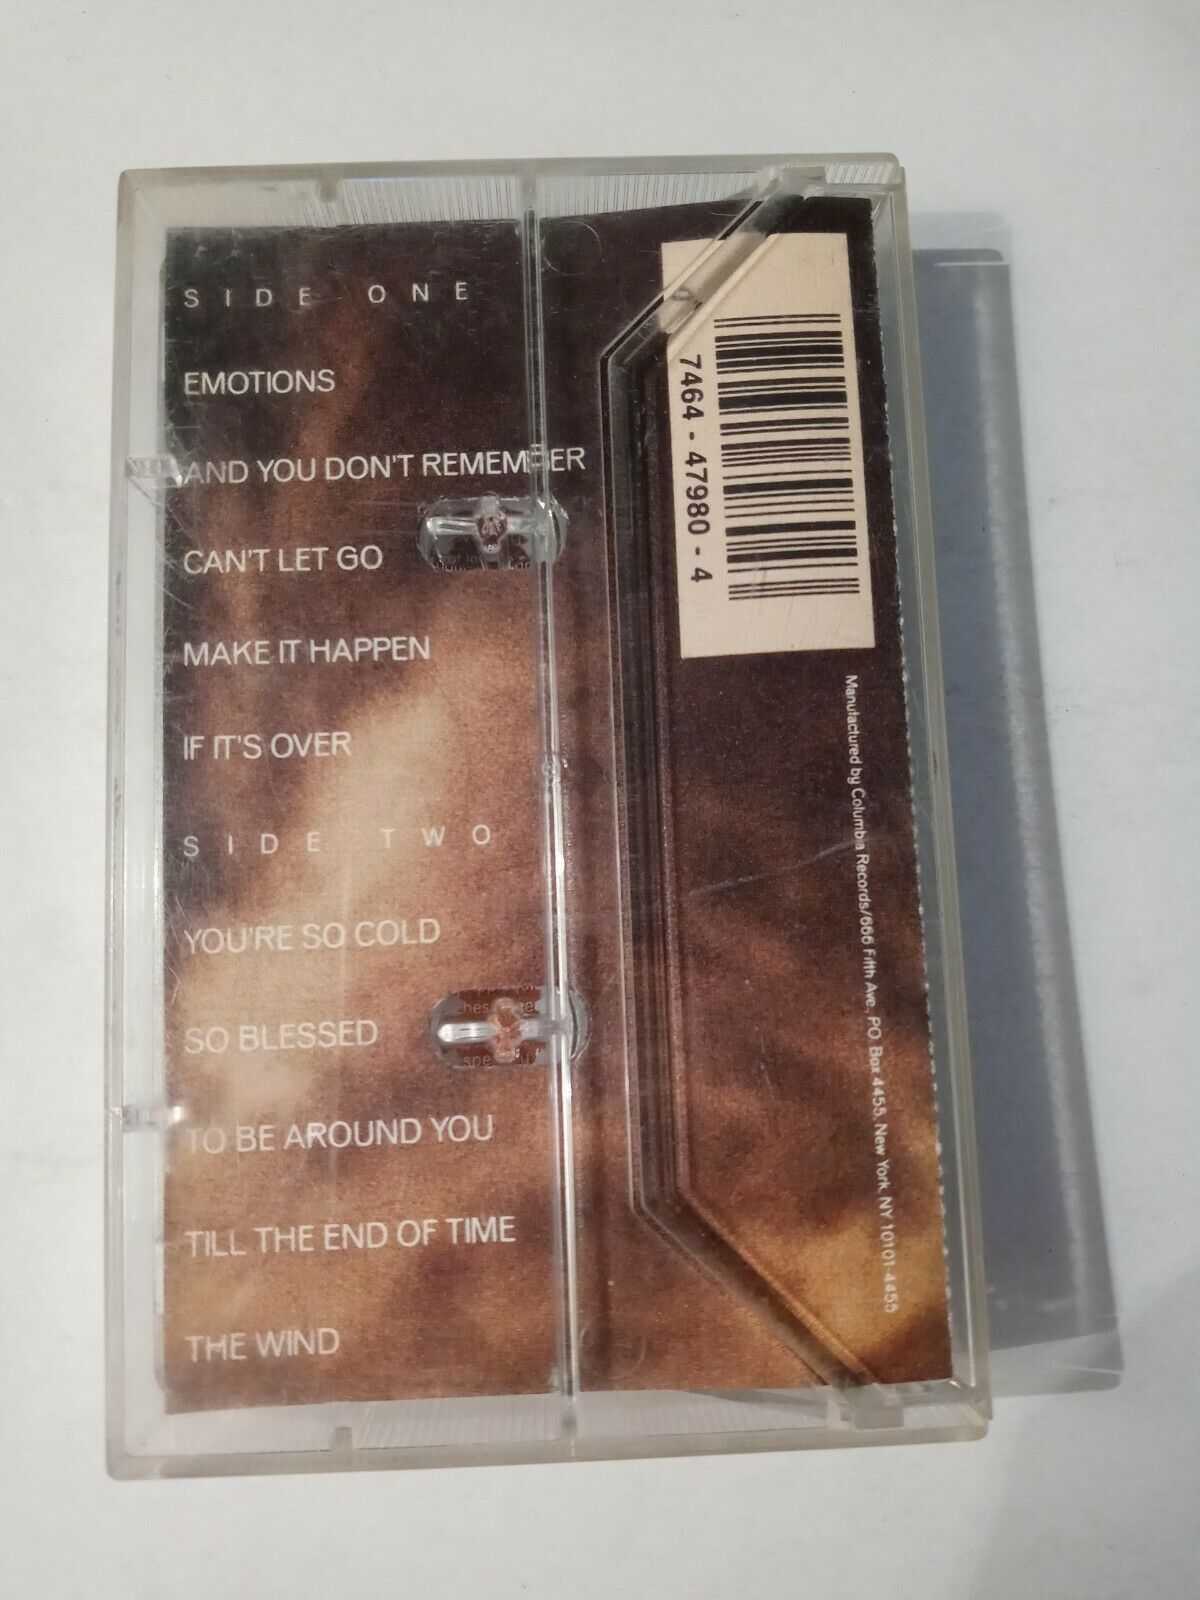 SIDE ONE
EMOTIONS
AND YOU DON'T REMEMBER
CAN'T LET GO
MAKE IT HAPPEN
IF IT'S OVER
SIDE TWO
YOU'RE SO COLD
SO BLESSED
TO BE AROUND YOU
TILL THE END OF TIME
THE WIND
7464-47980-4
Manufactured by Columbia Records/666 Fifth Ave., P.O. Box 4455, New York, NY 10101-4455